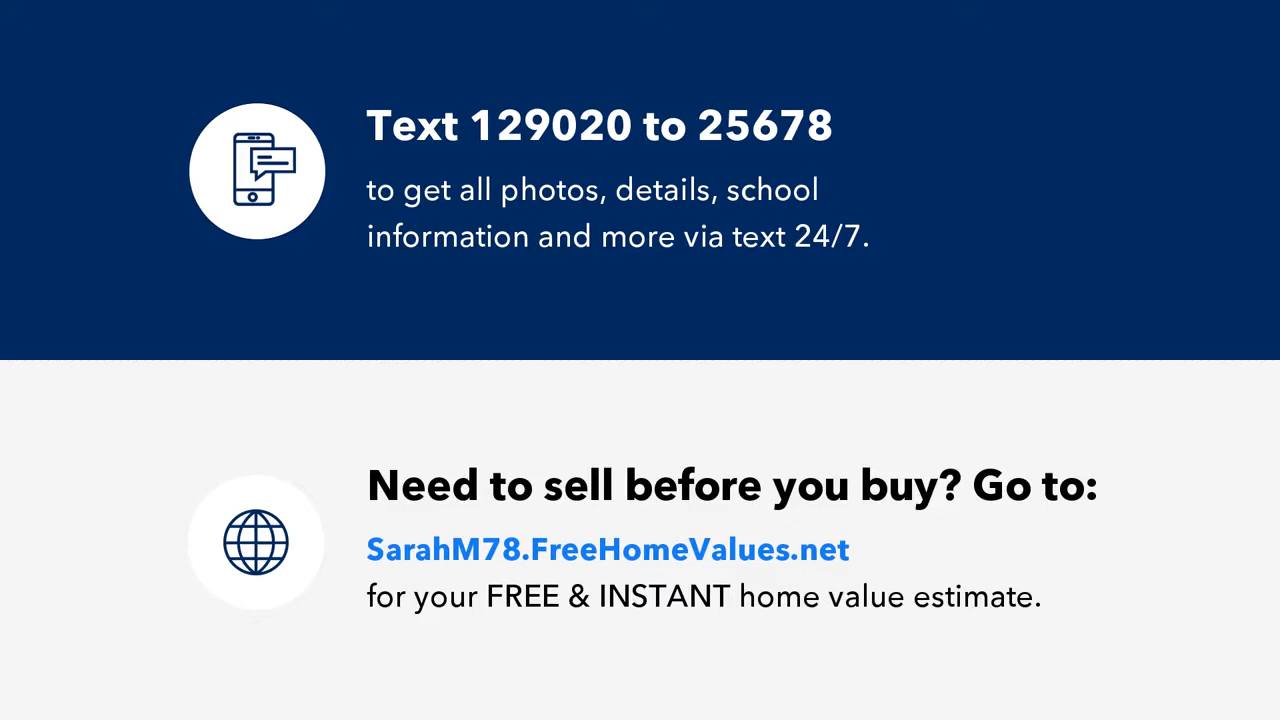 Text 129020 to 25678
to get all photos, details, school
information and more via text 24/7.
Need to sell before you buy? Go to:
SarahM78.FreeHomeValues.net
for your FREE & INSTANT home value estimate.